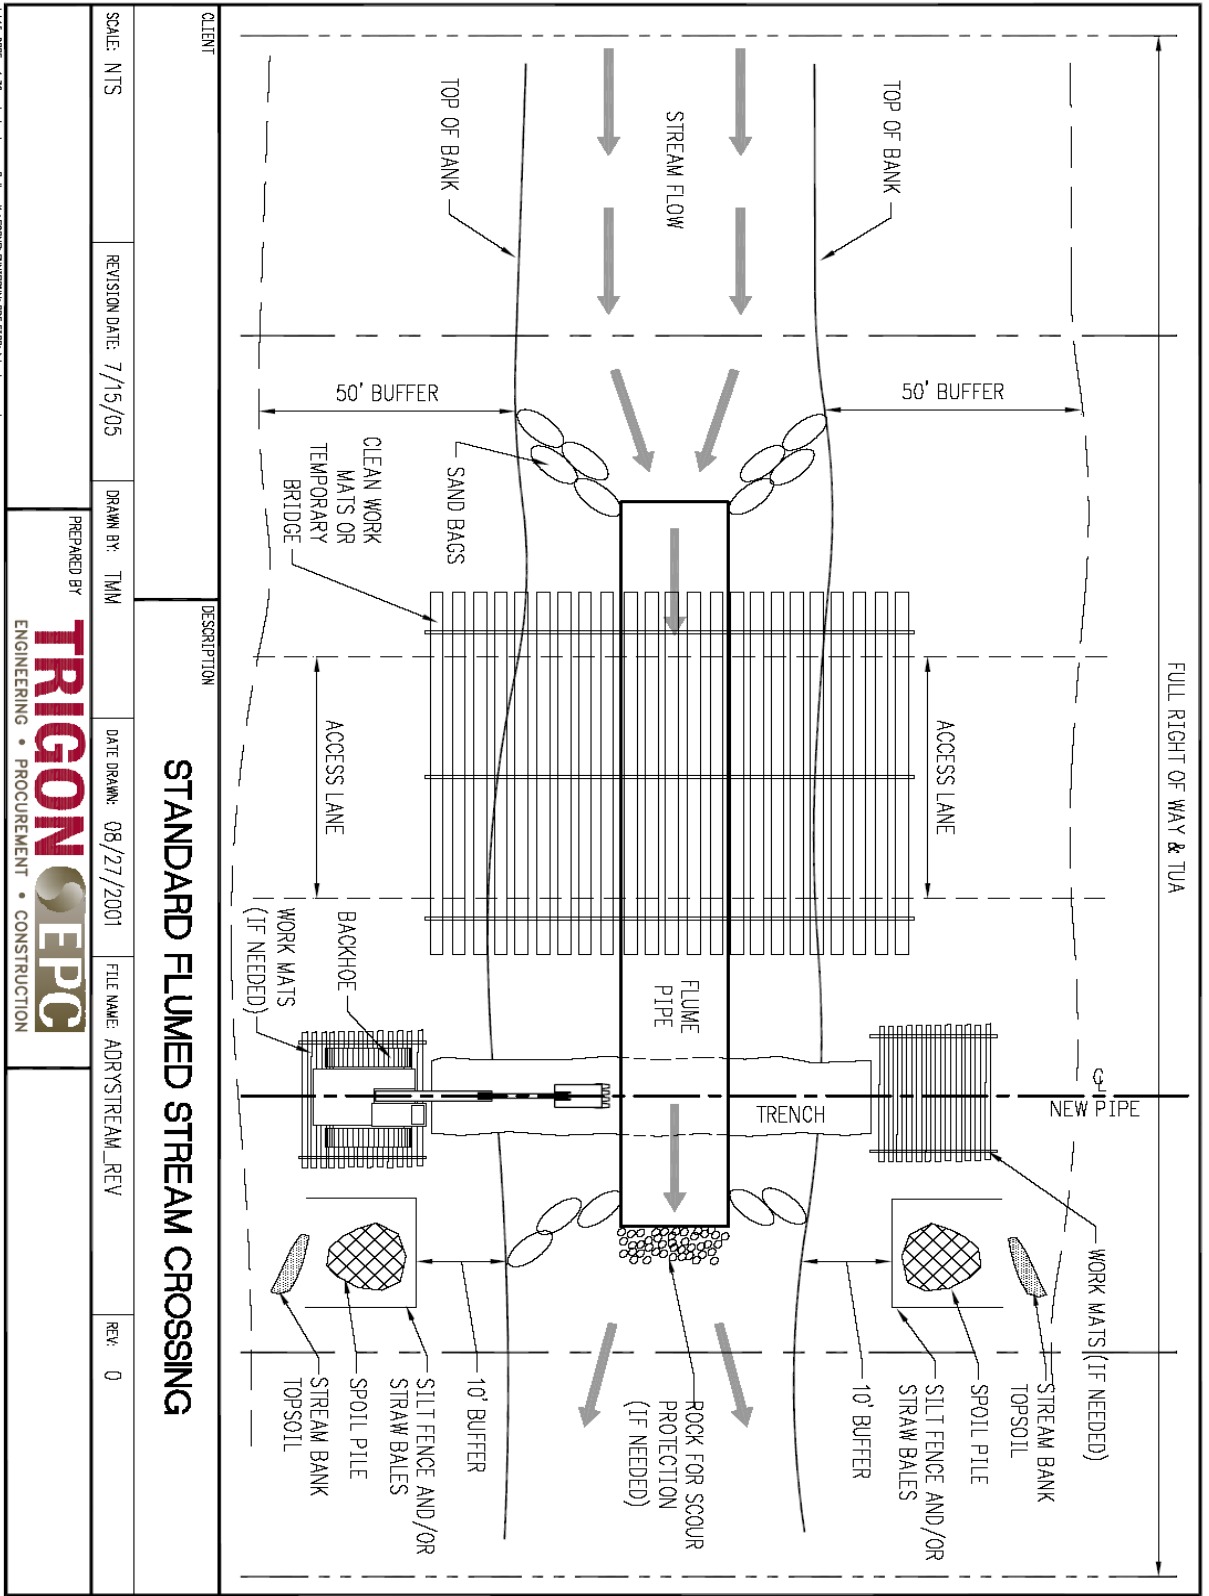 FULL RIGHT OF WAY & TUA
TOP OF BANK
STREAM FLOW
TOP OF BANK
50' BUFFER
50' BUFFER
SAND BAGS
CLEAN WORK
MATS OR
TEMPORARY
BRIDGE
ACCESS LANE
ACCESS LANE
FLUME
PIPE
BACKHOE
WORK MATS
(IF NEEDED)
℄
NEW PIPE
TRENCH
WORK MATS (IF NEEDED)
STREAM BANK
TOPSOIL
SPOIL PILE
SILT FENCE AND/OR
STRAW BALES
10' BUFFER
ROCK FOR SCOUR
PROTECTION
(IF NEEDED)
10' BUFFER
SILT FENCE AND/OR
STRAW BALES
SPOIL PILE
STREAM BANK
TOPSOIL
CLIENT
DESCRIPTION
STANDARD FLUMED STREAM CROSSING
SCALE: NTS
REVISION DATE: 7/15/05
DRAWN BY: TMM
DATE DRAWN: 08/27/2001
FILE NAME: ADRYSTREAM_REV
REV: 0
PREPARED BY
TRIGON EPC
ENGINEERING • PROCUREMENT • CONSTRUCTION